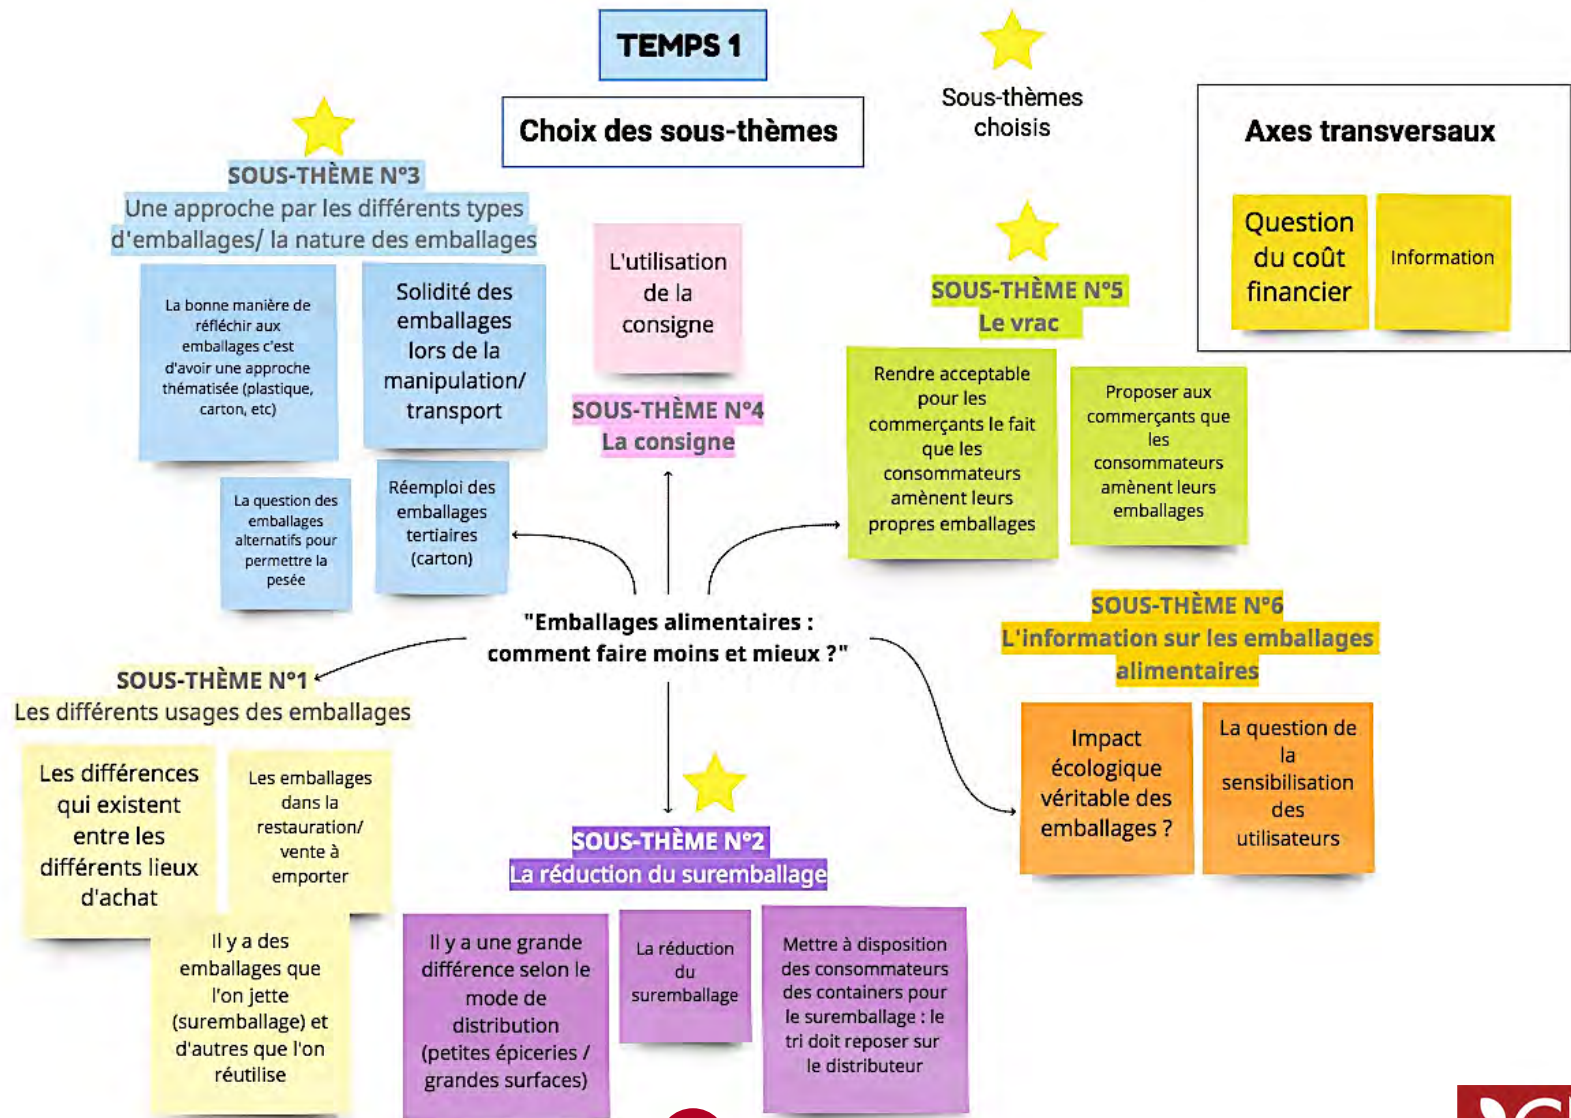 TEMPS 1
Choix des sous-thèmes
Sous-thèmes
choisis
Axes transversaux
Question
du coût
financier
Information
SOUS-THÈME N°3
Une approche par les différents types
d'emballages/ la nature des emballages
La bonne manière de
réfléchir aux
emballages c'est
d'avoir une approche
thématisée (plastique,
carton, etc)
Solidité des
emballages
lors de la
manipulation/
transport
La question des
emballages
alternatifs pour
permettre la
pesée
Réemploi des
emballages
tertiaires
(carton)
L'utilisation
de la
consigne
SOUS-THÈME N°4
La consigne
SOUS-THÈME N°5
Le vrac
Rendre acceptable
pour les
commerçants le fait
que les
consommateurs
amènent leurs
propres emballages
Proposer aux
commerçants que
les
consommateurs
amènent leurs
emballages
"Emballages alimentaires :
comment faire moins et mieux ?"
SOUS-THÈME N°6
L'information sur les emballages
alimentaires
Impact
écologique
véritable des
emballages ?
La question de
la
sensibilisation
des
utilisateurs
SOUS-THÈME N°1
Les différents usages des emballages
Les différences
qui existent
entre les
différents lieux
d'achat
Les emballages
dans la
restauration/
vente à
emporter
Il y a des
emballages que
l'on jette
(suremballage) et
d'autres que l'on
réutilise
SOUS-THÈME N°2
La réduction du suremballage
Il y a une grande
différence selon le
mode de
distribution
(petites épiceries /
grandes surfaces)
La réduction
du
suremballage
Mettre à disposition
des consommateurs
des containers pour
le suremballage : le
tri doit reposer sur
le distributeur